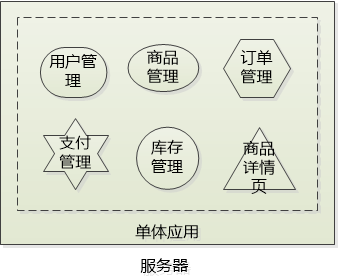 用户管
理
商品
管理
订单
管理
支付
管理
库存
管理
商品
详情
页
单体应用
服务器